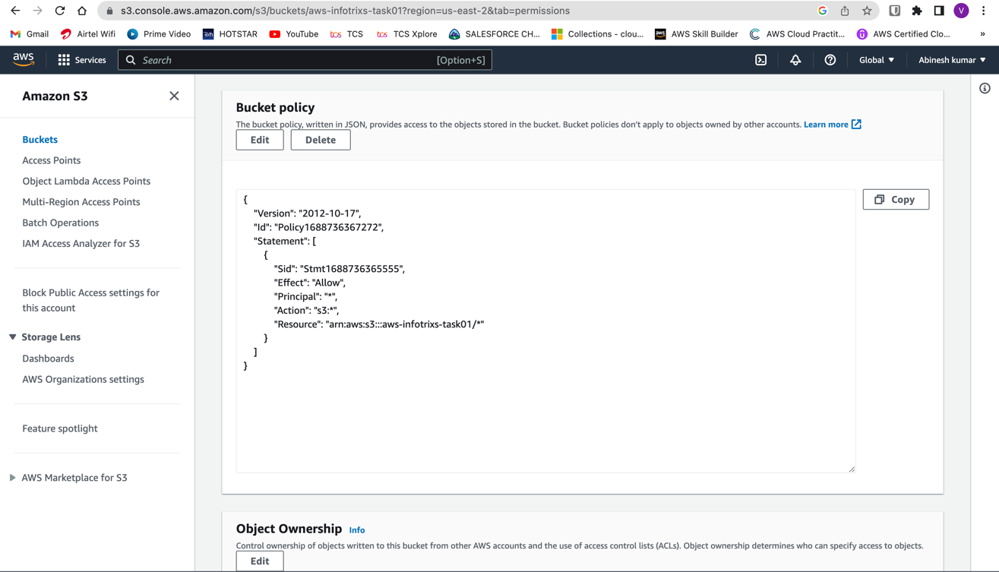 s3.console.aws.amazon.com/s3/buckets/aws-infotrixs-task01?region=us-east-2&tab=permissions
V
Gmail Airtel Wifi Prime Video HOTSTAR YouTube tcs TCS tcs TCS Xplore SALESFORCE CH... Collections - clou... aws AWS Skill Builder AWS Cloud Practit... AWS Certified Clo... »
aws Services Search [Option+S] Global Abinesh kumar
Amazon S3
Buckets
Access Points
Object Lambda Access Points
Multi-Region Access Points
Batch Operations
IAM Access Analyzer for S3
Block Public Access settings for
this account
Storage Lens
Dashboards
AWS Organizations settings
Feature spotlight
AWS Marketplace for S3
Bucket policy
The bucket policy, written in JSON, provides access to the objects stored in the bucket. Bucket policies don't apply to objects owned by other accounts. Learn more
Edit Delete
Copy
{
"Version": "2012-10-17",
"Id": "Policy1688736367272",
"Statement": [
{
"Sid": "Stmt1688736365555",
"Effect": "Allow",
"Principal": "*",
"Action": "s3:*",
"Resource": "arn:aws:s3:::aws-infotrixs-task01/*"
}
]
}
Object Ownership Info
Control ownership of objects written to this bucket from other AWS accounts and the use of access control lists (ACLs). Object ownership determines who can specify access to objects.
Edit